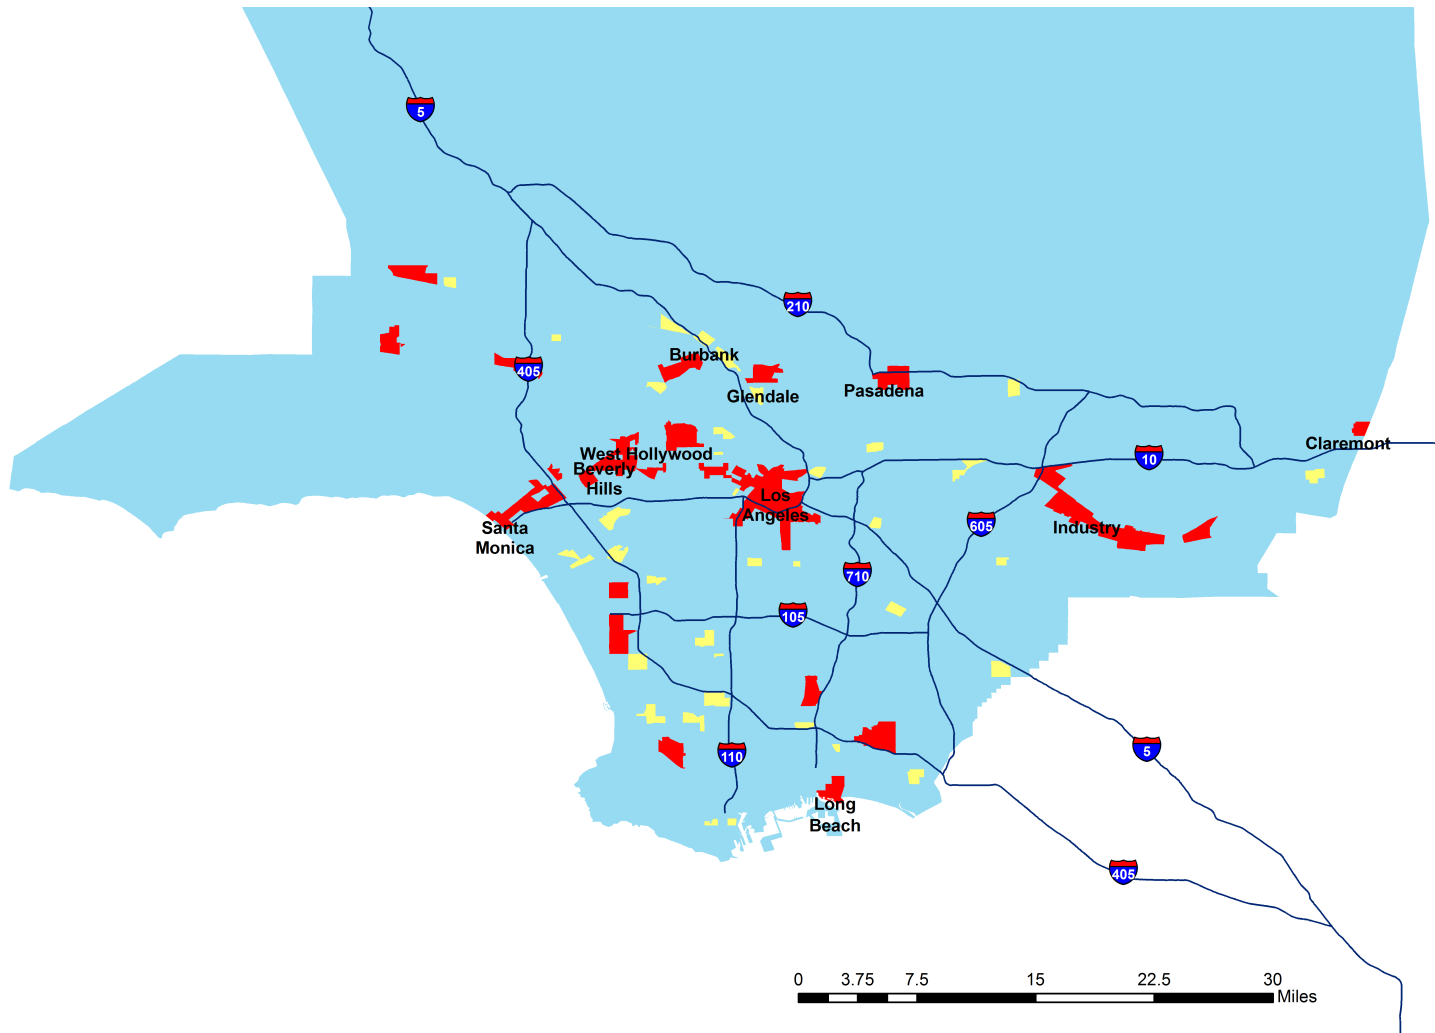 5
210
Burbank
405
Glendale
Pasadena
West Hollywood
Claremont
10
Beverly
Hills
Los
Angeles
Santa
Monica
605
Industry
710
105
110
5
Long
Beach
405
0 3.75 7.5 15 22.5 30
Miles